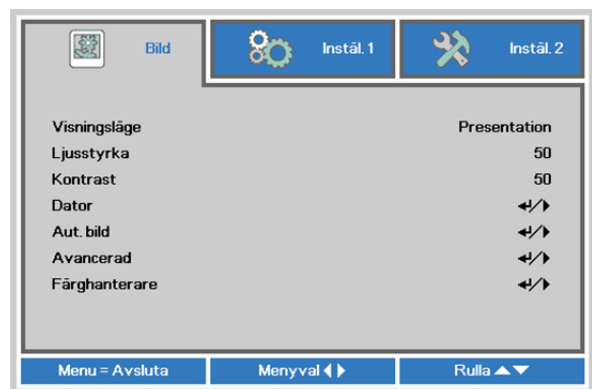 Bild
Instäl. 1
Instäl. 2
Visningsläge Presentation
Ljusstyrka 50
Kontrast 50
Dator ↵/▶
Aut. bild ↵/▶
Avancerad ↵/▶
Färghanterare ↵/▶
Menu = Avsluta
Menyval ◀ ▶
Rulla ▲▼